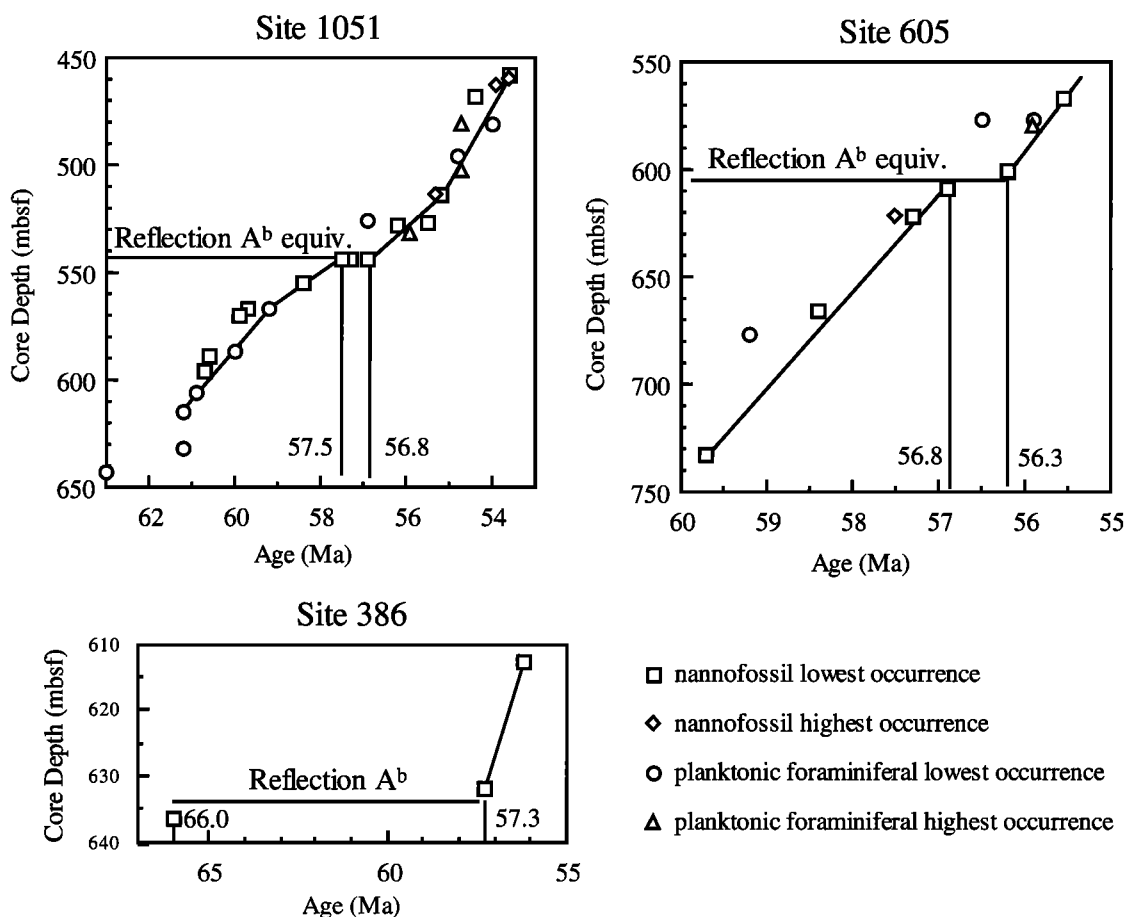 Site 1051
450
500
550
600
650
Core Depth (mbsf)
Reflection Aᵇ equiv.
57.5
56.8
62
60
58
56
54
Age (Ma)
Site 605
550
600
650
700
750
Core Depth (mbsf)
Reflection Aᵇ equiv.
56.8
56.3
60
59
58
57
56
55
Age (Ma)
Site 386
610
620
630
640
Core Depth (mbsf)
Reflection Aᵇ
66.0
57.3
65
60
55
Age (Ma)
nannofossil lowest occurrence
nannofossil highest occurrence
planktonic foraminiferal lowest occurrence
planktonic foraminiferal highest occurrence